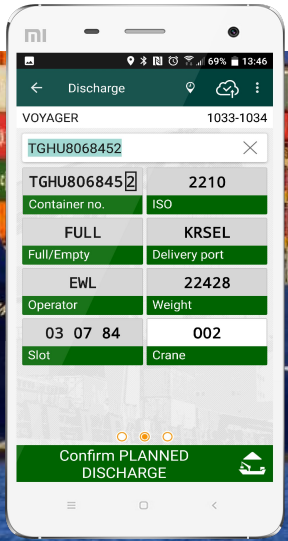 mi
69% 13:46
Discharge
VOYAGER 1033-1034
TGHU8068452
TGHU8068452 2210
Container no. ISO
FULL KRSEL
Full/Empty Delivery port
EWL 22428
Operator Weight
03 07 84 002
Slot Crane
Confirm PLANNED
DISCHARGE